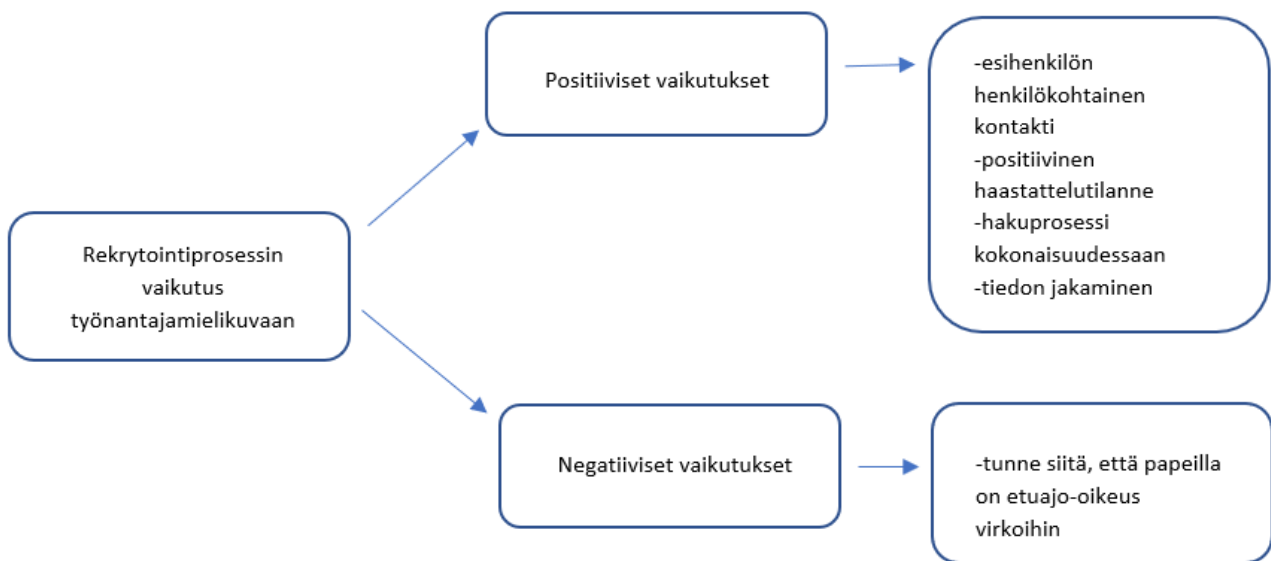 Rekrytointiprosessin
vaikutus
työnantajamielikuvaan
Positiiviset vaikutukset
-esihenkilön
henkilökohtainen
kontakti
-positiivinen
haastattelutilanne
-hakuprosessi
kokonaisuudessaan
-tiedon jakaminen
Negatiiviset vaikutukset
-tunne siitä, että papeilla
on etuajo-oikeus
virkoihin